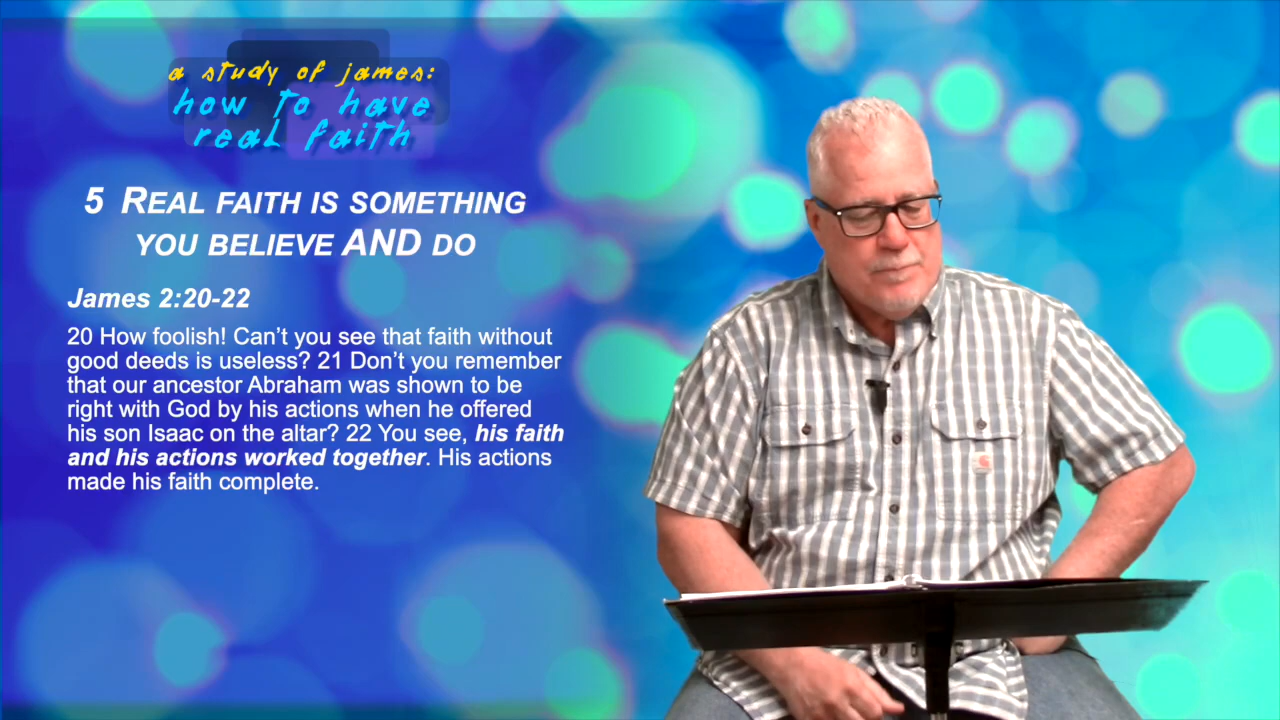 a study of james:
how to have
real faith
5 REAL FAITH IS SOMETHING
YOU BELIEVE AND DO
James 2:20-22
20 How foolish! Can’t you see that faith without
good deeds is useless? 21 Don’t you remember
that our ancestor Abraham was shown to be
right with God by his actions when he offered
his son Isaac on the altar? 22 You see, his faith
and his actions worked together. His actions
made his faith complete.